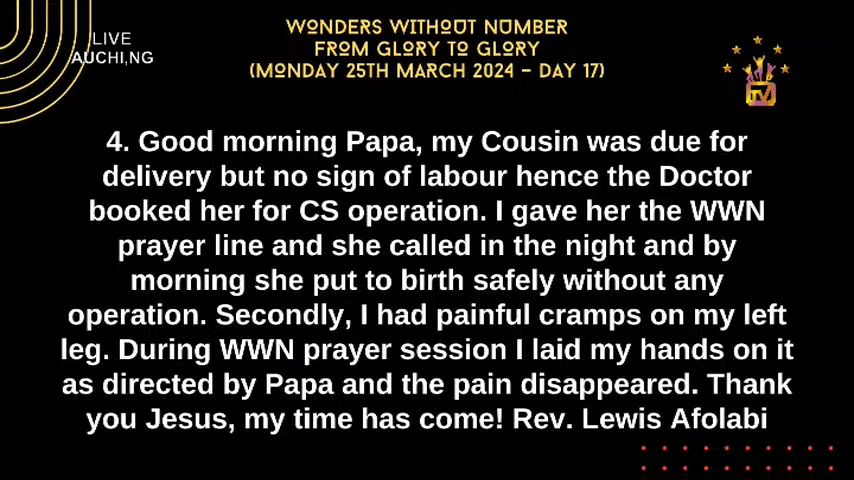 LIVE
AUCHI,NG
WONDERS WITHOUT NUMBER
FROM GLORY TO GLORY
(MONDAY 25TH MARCH 2024 – DAY 17)
TV
4. Good morning Papa, my Cousin was due for
delivery but no sign of labour hence the Doctor
booked her for CS operation. I gave her the WWN
prayer line and she called in the night and by
morning she put to birth safely without any
operation. Secondly, I had painful cramps on my left
leg. During WWN prayer session I laid my hands on it
as directed by Papa and the pain disappeared. Thank
you Jesus, my time has come! Rev. Lewis Afolabi